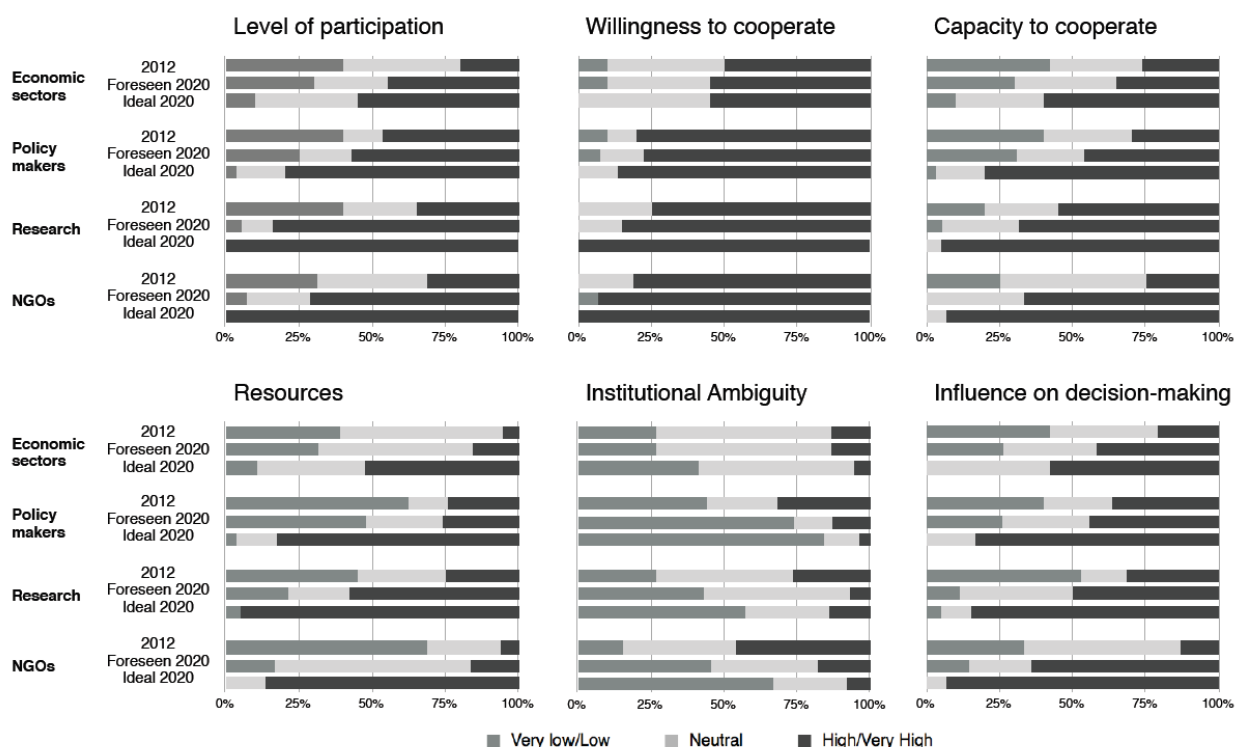 Level of participation
Willingness to cooperate
Capacity to cooperate
Economic
sectors
2012
Foreseen 2020
Ideal 2020
Policy
makers
2012
Foreseen 2020
Ideal 2020
Research
2012
Foreseen 2020
Ideal 2020
NGOs
2012
Foreseen 2020
Ideal 2020
0% 25% 50% 75% 100%
0% 25% 50% 75% 100%
0% 25% 50% 75% 100%
Resources
Institutional Ambiguity
Influence on decision-making
Economic
sectors
2012
Foreseen 2020
Ideal 2020
Policy
makers
2012
Foreseen 2020
Ideal 2020
Research
2012
Foreseen 2020
Ideal 2020
NGOs
2012
Foreseen 2020
Ideal 2020
0% 25% 50% 75% 100%
0% 25% 50% 75% 100%
0% 25% 50% 75% 100%
Very low/Low
Neutral
High/Very High